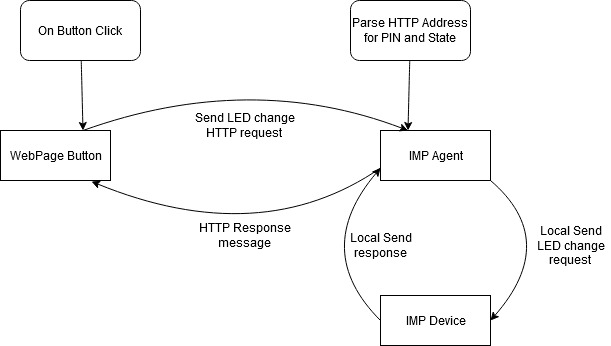 On Button Click
Parse HTTP Address
for PIN and State
Send LED change
HTTP request
WebPage Button
IMP Agent
HTTP Response
message
Local Send
response
Local Send
LED change
request
IMP Device